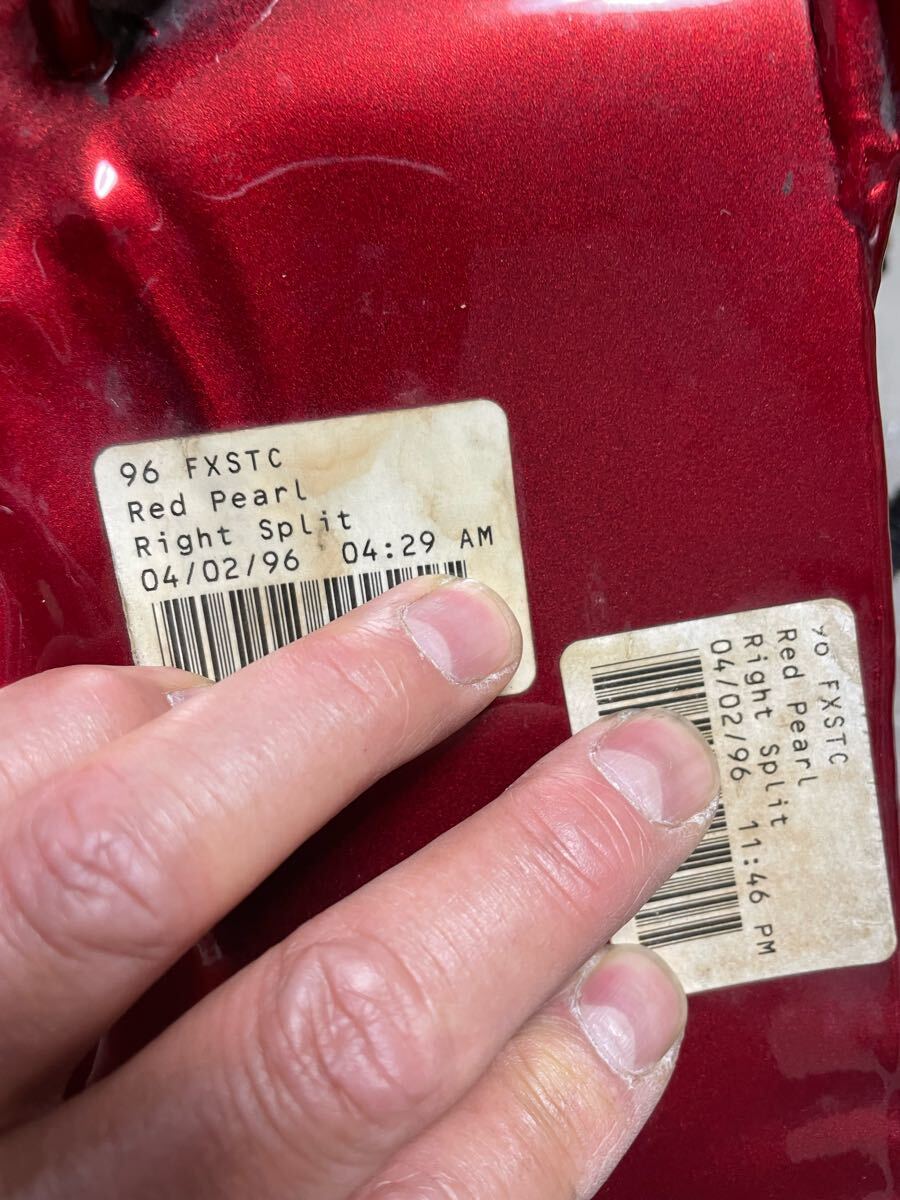 96 FXSTC
Red Pearl
Right Split
04/02/96 04:29 AM
FXSTC
Red Pearl
Right Split
04/02/96 11:46 PM